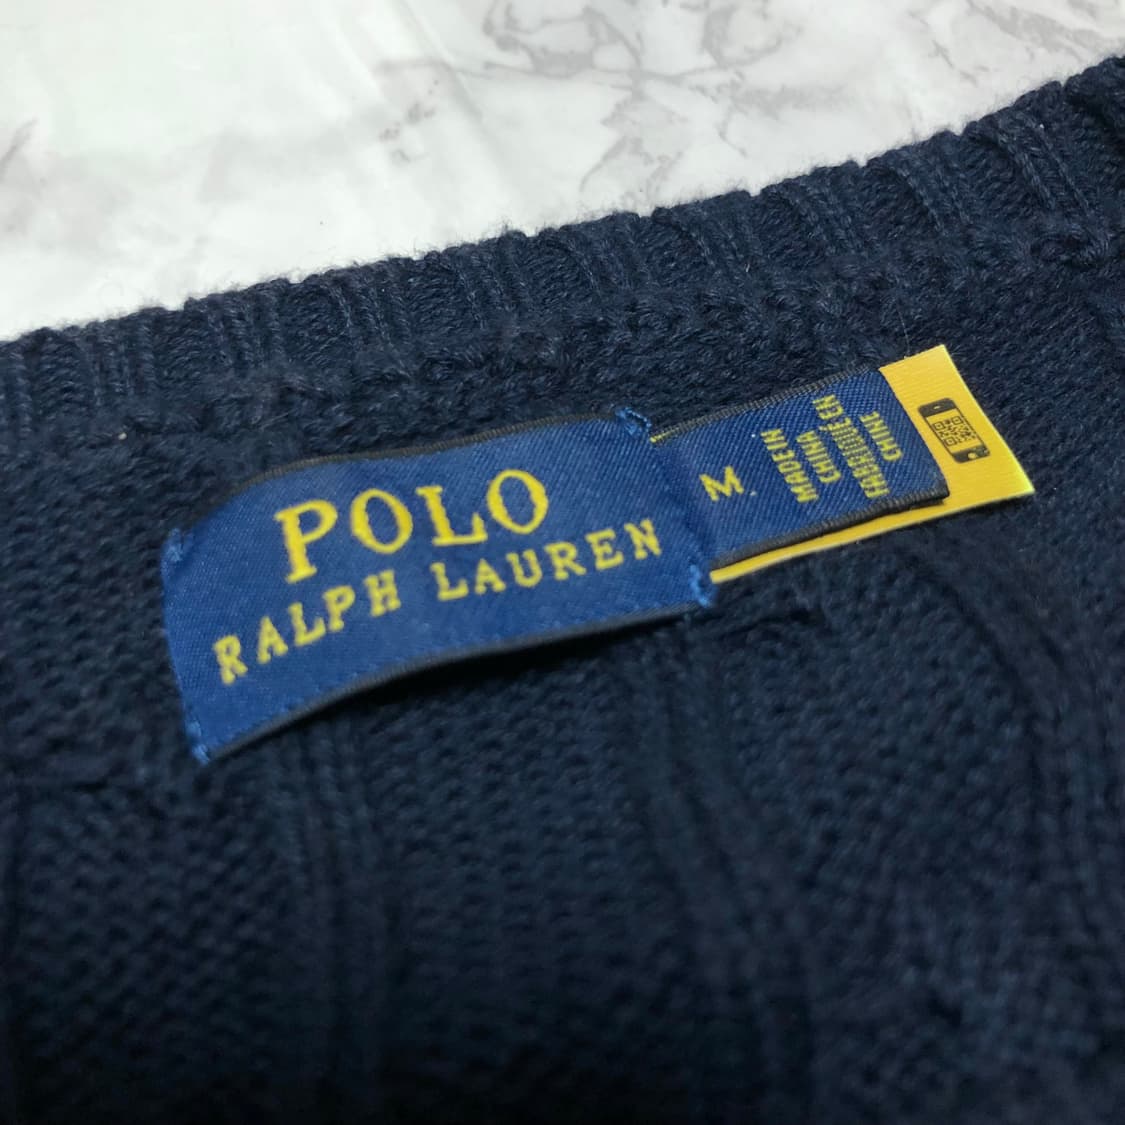 POLO
RALPH LAUREN
M
MADE IN
CHINA
FABRIQUÉ EN
CHINE